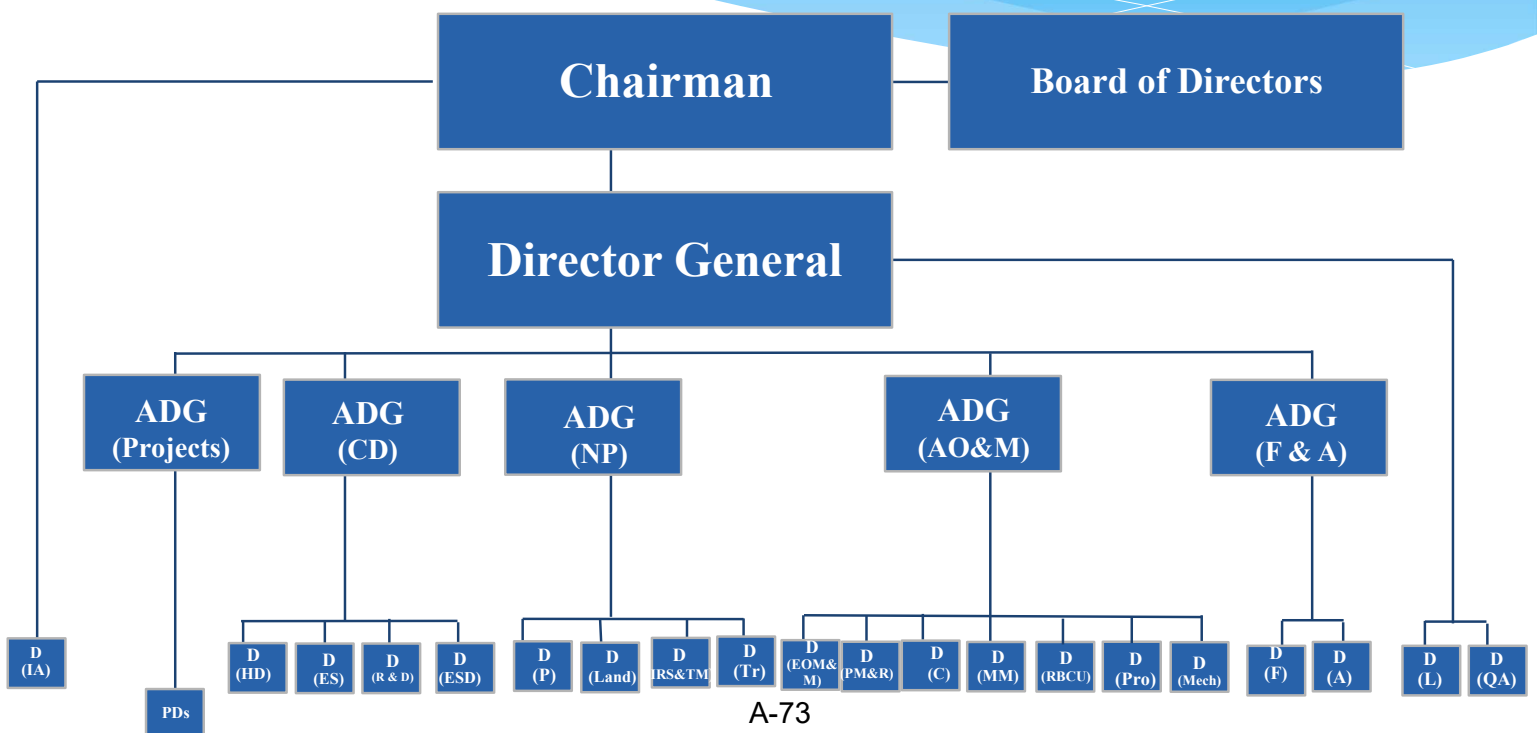 Chairman
Board of Directors
Director General
ADG
(Projects)
ADG
(CD)
ADG
(NP)
ADG
(AO&M)
ADG
(F & A)
D
(IA)
PDs
D
(HD)
D
(ES)
D
(R & D)
D
(ESD)
D
(P)
D
(Land)
D
IRS&TM
D
(Tr)
D
(EOM&
M)
D
(PM&R)
D
(C)
D
(MM)
D
(RBCU)
D
(Pro)
D
(Mech)
D
(F)
D
(A)
D
(L)
D
(QA)
A-73